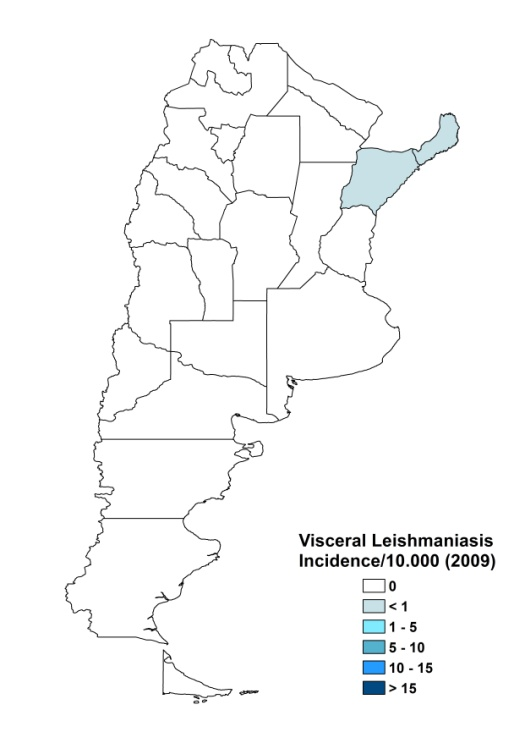 Visceral Leishmaniasis
Incidence/10.000 (2009)
0
< 1
1 - 5
5 - 10
10 - 15
> 15